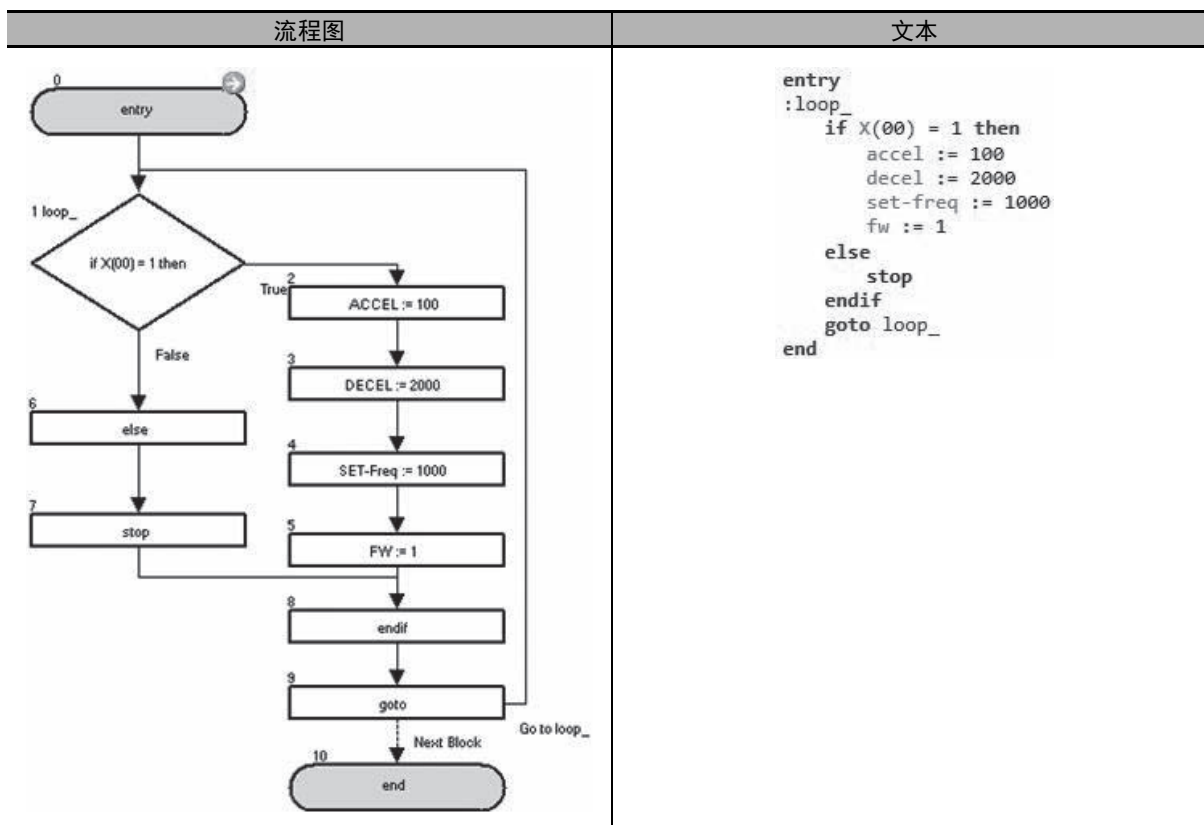 流程图
文本
0
entry
1 loop_
if X(00) = 1 then
True
2
ACCEL := 100
False
3
DECEL := 2000
6
else
4
SET-Freq := 1000
7
stop
5
FW := 1
8
endif
9
goto
Go to loop_
Next Block
10
end
entry
:loop_
if X(00) = 1 then
accel := 100
decel := 2000
set-freq := 1000
fw := 1
else
stop
endif
goto loop_
end